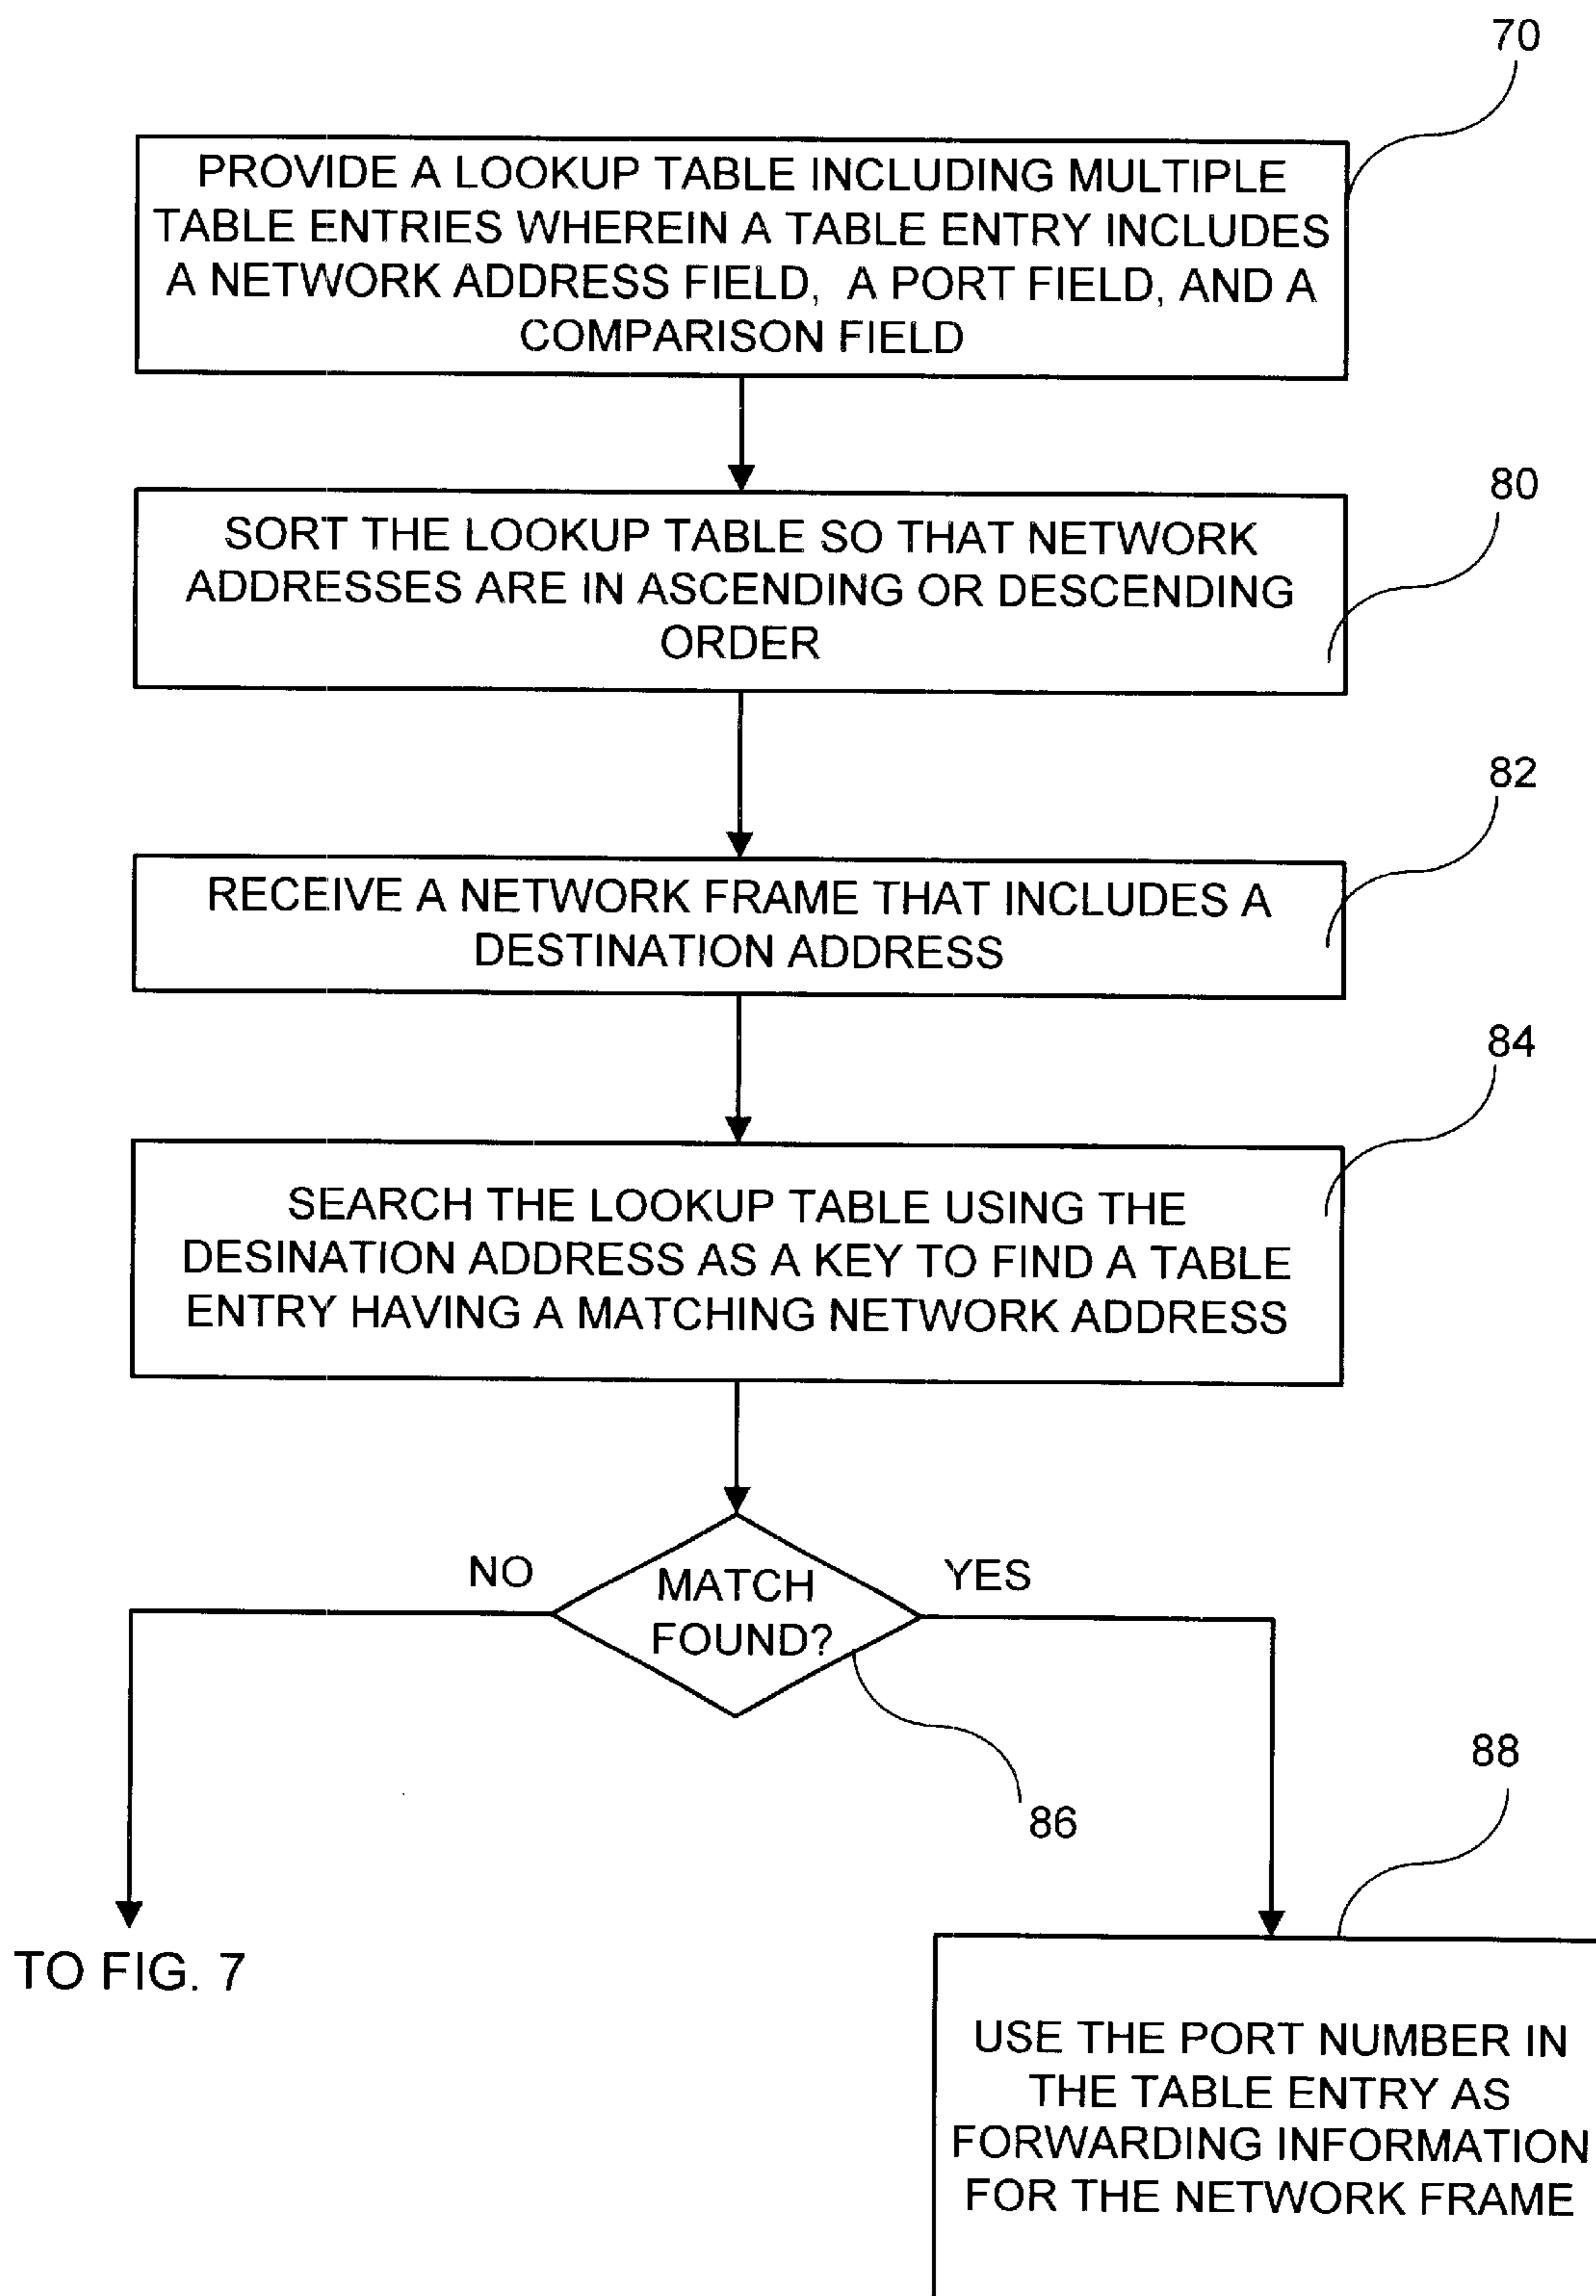 70
PROVIDE A LOOKUP TABLE INCLUDING MULTIPLE
TABLE ENTRIES WHEREIN A TABLE ENTRY INCLUDES
A NETWORK ADDRESS FIELD, A PORT FIELD, AND A
COMPARISON FIELD
80
SORT THE LOOKUP TABLE SO THAT NETWORK
ADDRESSES ARE IN ASCENDING OR DESCENDING
ORDER
82
RECEIVE A NETWORK FRAME THAT INCLUDES A
DESTINATION ADDRESS
84
SEARCH THE LOOKUP TABLE USING THE
DESINATION ADDRESS AS A KEY TO FIND A TABLE
ENTRY HAVING A MATCHING NETWORK ADDRESS
NO
MATCH
FOUND?
YES
86
88
TO FIG. 7
USE THE PORT NUMBER IN
THE TABLE ENTRY AS
FORWARDING INFORMATION
FOR THE NETWORK FRAME